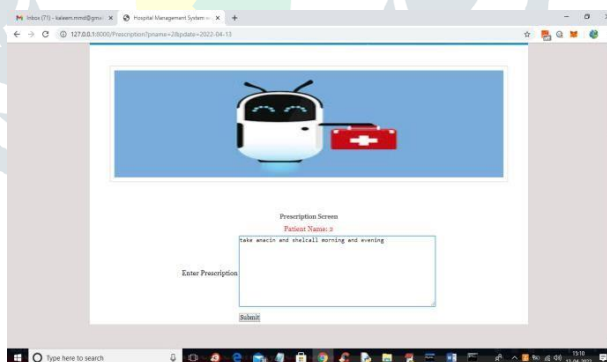 Inbox (71) - kaleem.mmd@gmai
Hospital Management System
127.0.0.1:8000/Prescription?pname=2&pdate=2022-04-13
Prescription Screen
Patient Name: 2
take anacin and shelcall morning and evening
Enter Prescription
Submit
Type here to search
15:10